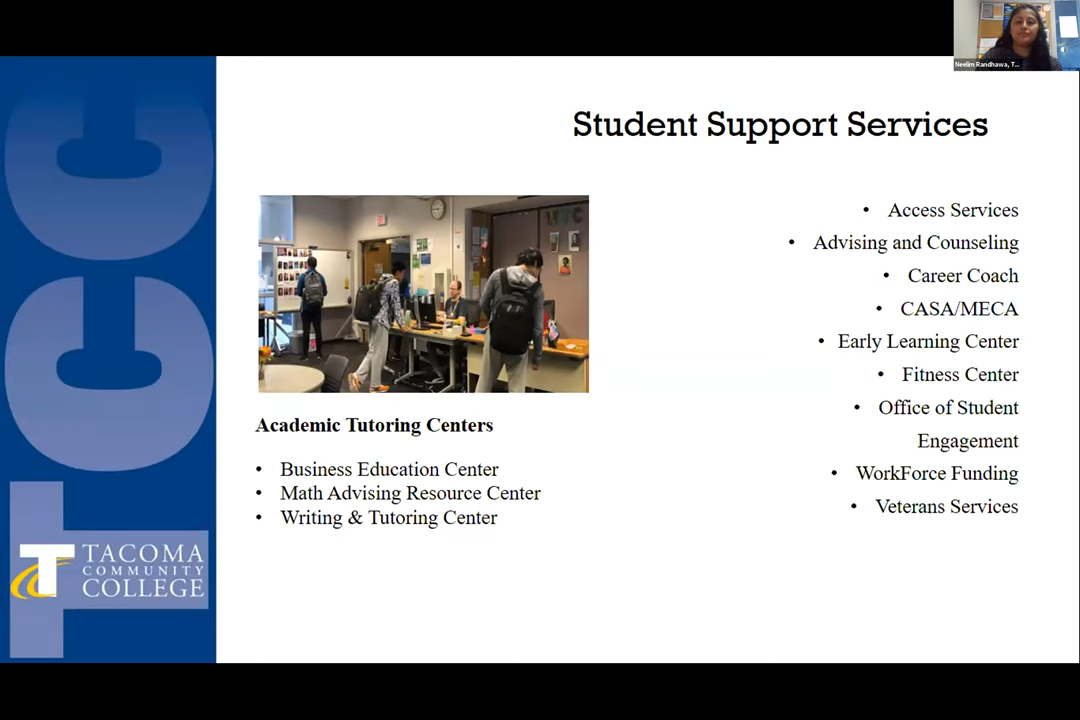 Neelim Randhawa, T...
Student Support Services
TCC
TACOMA
COMMUNITY
COLLEGE
Academic Tutoring Centers
• Business Education Center
• Math Advising Resource Center
• Writing & Tutoring Center
• Access Services
• Advising and Counseling
• Career Coach
• CASA/MECA
• Early Learning Center
• Fitness Center
• Office of Student
Engagement
• WorkForce Funding
• Veterans Services